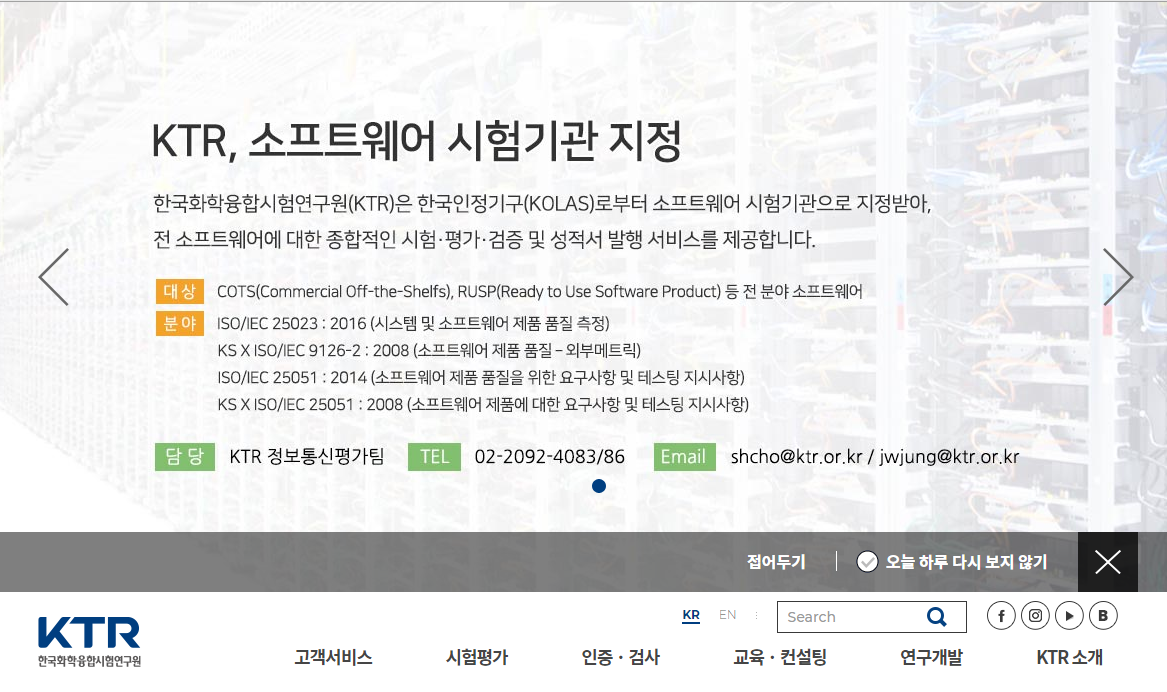 KTR, 소프트웨어 시험기관 지정
한국화학융합시험연구원(KTR)은 한국인정기구(KOLAS)로부터 소프트웨어 시험기관으로 지정받아,
전 소프트웨어에 대한 종합적인 시험·평가·검증 및 성적서 발행 서비스를 제공합니다.
대상 COTS(Commercial Off-the-Shelfs), RUSP(Ready to Use Software Product) 등 전 분야 소프트웨어
분야 ISO/IEC 25023 : 2016 (시스템 및 소프트웨어 제품 품질 측정)
KS X ISO/IEC 9126-2 : 2008 (소프트웨어 제품 품질 – 외부메트릭)
ISO/IEC 25051 : 2014 (소프트웨어 제품 품질을 위한 요구사항 및 테스팅 지시사항)
KS X ISO/IEC 25051 : 2008 (소프트웨어 제품에 대한 요구사항 및 테스팅 지시사항)
담당 KTR 정보통신평가팀 TEL 02-2092-4083/86 Email shcho@ktr.or.kr / jwjung@ktr.or.kr
접어두기 오늘 하루 다시 보지 않기
KR EN Search f B
KTR
한국화학융합시험연구원
고객서비스 시험평가 인증 · 검사 교육 · 컨설팅 연구개발 KTR 소개